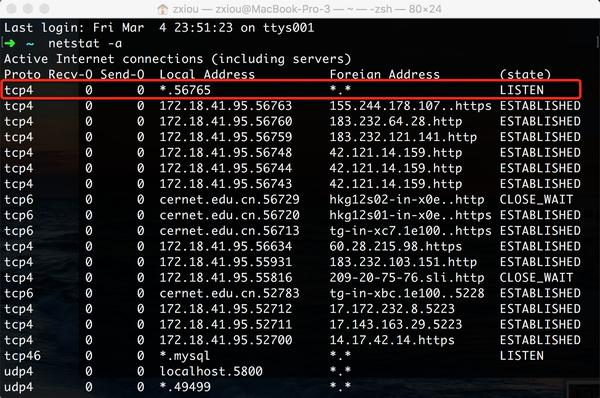 zxiou — zxiou@MacBook-Pro-3 — ~ — -zsh — 80×24
Last login: Fri Mar  4 23:51:23 on ttys001
➜  ~  netstat -a
Active Internet connections (including servers)
Proto Recv-Q Send-Q  Local Address          Foreign Address        (state)
tcp4       0      0  *.56765                *.*                    LISTEN
tcp4       0      0  172.18.41.95.56763     155.244.178.107..https ESTABLISHED
tcp4       0      0  172.18.41.95.56760     183.232.64.28.http     ESTABLISHED
tcp4       0      0  172.18.41.95.56759     183.232.121.141.http   ESTABLISHED
tcp4       0      0  172.18.41.95.56748     42.121.14.159.http     ESTABLISHED
tcp4       0      0  172.18.41.95.56744     42.121.14.159.http     ESTABLISHED
tcp4       0      0  172.18.41.95.56743     42.121.14.159.http     ESTABLISHED
tcp6       0      0  cernet.edu.cn.56729    hkg12s02-in-x0e..http  CLOSE_WAIT
tcp6       0      0  cernet.edu.cn.56720    hkg12s01-in-x0e..https ESTABLISHED
tcp6       0      0  cernet.edu.cn.56713    tg-in-xc7.1e100..https ESTABLISHED
tcp4       0      0  172.18.41.95.56634     60.28.215.98.https     ESTABLISHED
tcp4       0      0  172.18.41.95.55931     183.232.103.151.http   ESTABLISHED
tcp4       0      0  172.18.41.95.55816     209-20-75-76.sli.http  CLOSE_WAIT
tcp6       0      0  cernet.edu.cn.52783    tg-in-xbc.1e100..5228  ESTABLISHED
tcp4       0      0  172.18.41.95.52712     17.172.232.8.5223      ESTABLISHED
tcp4       0      0  172.18.41.95.52711     17.143.163.29.5223     ESTABLISHED
tcp4       0      0  172.18.41.95.52700     14.17.42.14.https      ESTABLISHED
tcp46      0      0  *.mysql                *.*                    LISTEN
udp4       0      0  localhost.5800         *.*
udp4       0      0  *.49499                *.*